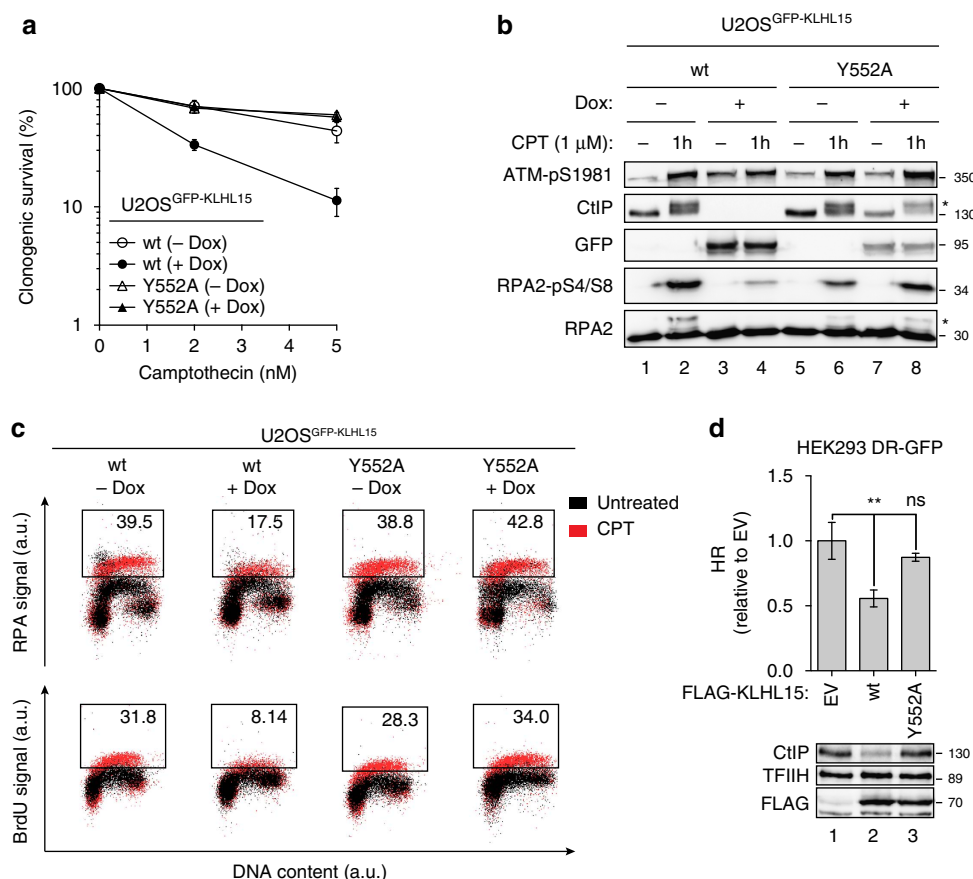 a
Clonogenic survival (%)
100
10
1
U2OS^GFP-KLHL15
wt (– Dox)
wt (+ Dox)
Y552A (– Dox)
Y552A (+ Dox)
0 1 2 3 4 5
Camptothecin (nM)
b
U2OS^GFP-KLHL15
wt Y552A
Dox: – + – +
CPT (1 μM): – 1h – 1h – 1h – 1h
ATM-pS1981 – 350
CtIP *
– 130
GFP – 95
RPA2-pS4/S8 – 34
RPA2 *
– 30
1 2 3 4 5 6 7 8
c
U2OS^GFP-KLHL15
wt wt Y552A Y552A
– Dox + Dox – Dox + Dox
Untreated
CPT
RPA signal (a.u.)
39.5 17.5 38.8 42.8
BrdU signal (a.u.)
31.8 8.14 28.3 34.0
DNA content (a.u.)
d
HEK293 DR-GFP
HR
(relative to EV)
1.5
1.0
0.5
0.0
** ns
FLAG-KLHL15: EV wt Y552A
CtIP – 130
TFIIH – 89
FLAG – 70
1 2 3